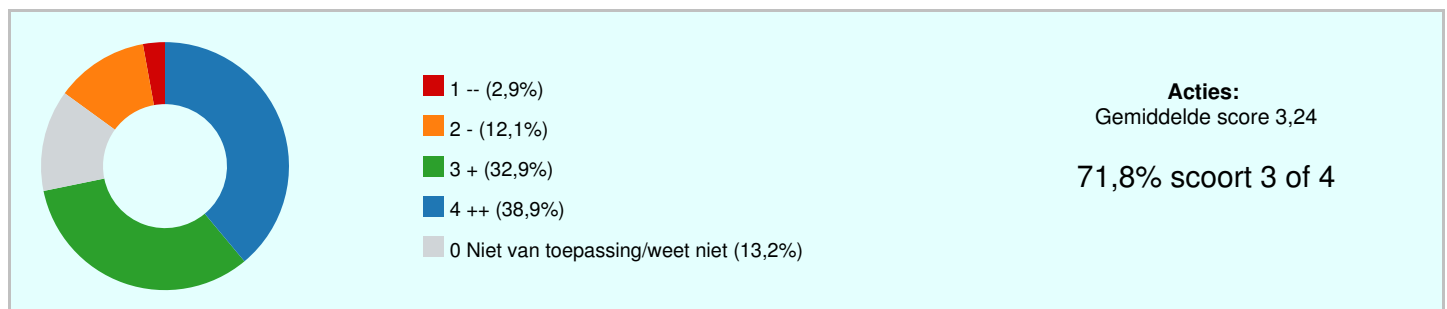 1 -- (2,9%)
2 - (12,1%)
3 + (32,9%)
4 ++ (38,9%)
0 Niet van toepassing/weet niet (13,2%)
Acties:
Gemiddelde score 3,24
71,8% scoort 3 of 4